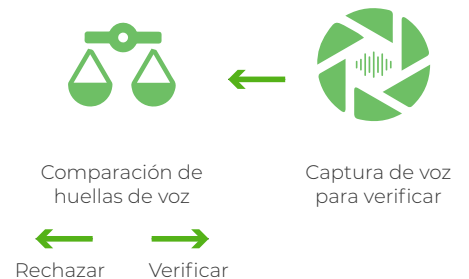 Comparación de
huellas de voz
Captura de voz
para verificar
Rechazar
Verificar